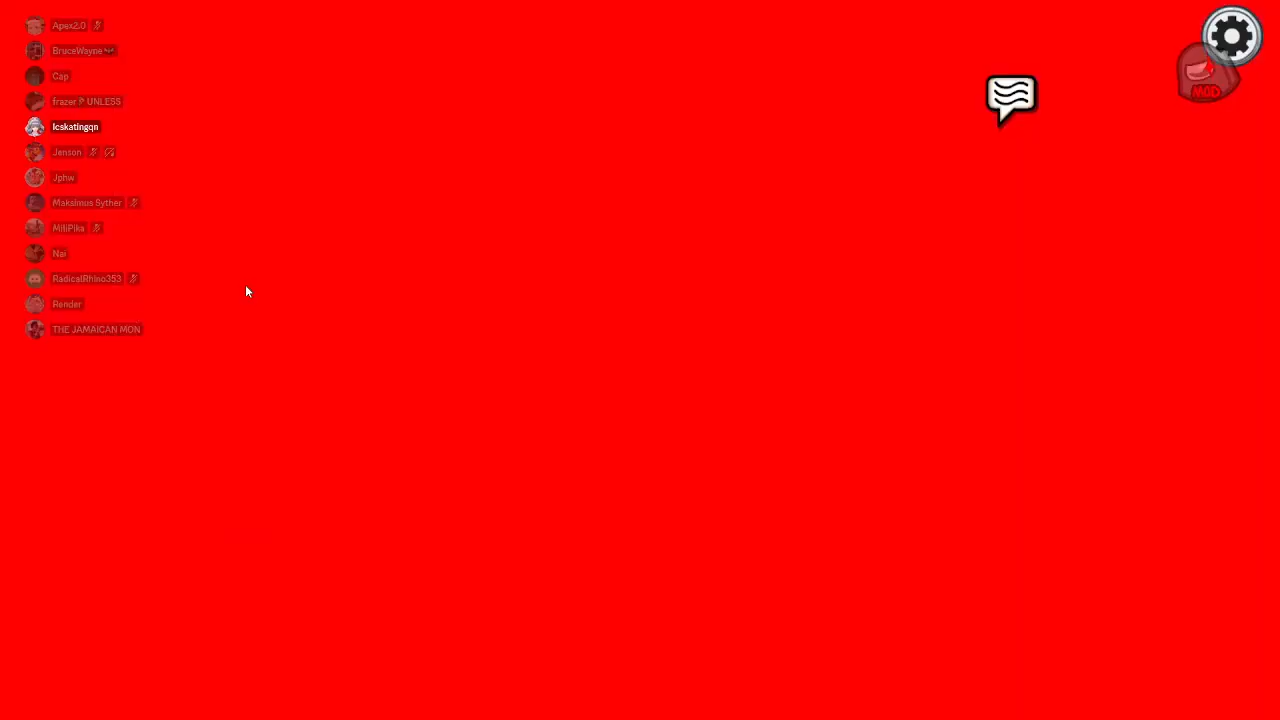 Apex2.0
BruceWayne
Cap
frazer UNLESS
icskatingqn
Jenson
Jphw
Maksimus Syther
MiliPika
Nai
RadicalRhino353
Render
THE JAMAICAN MON
MOD